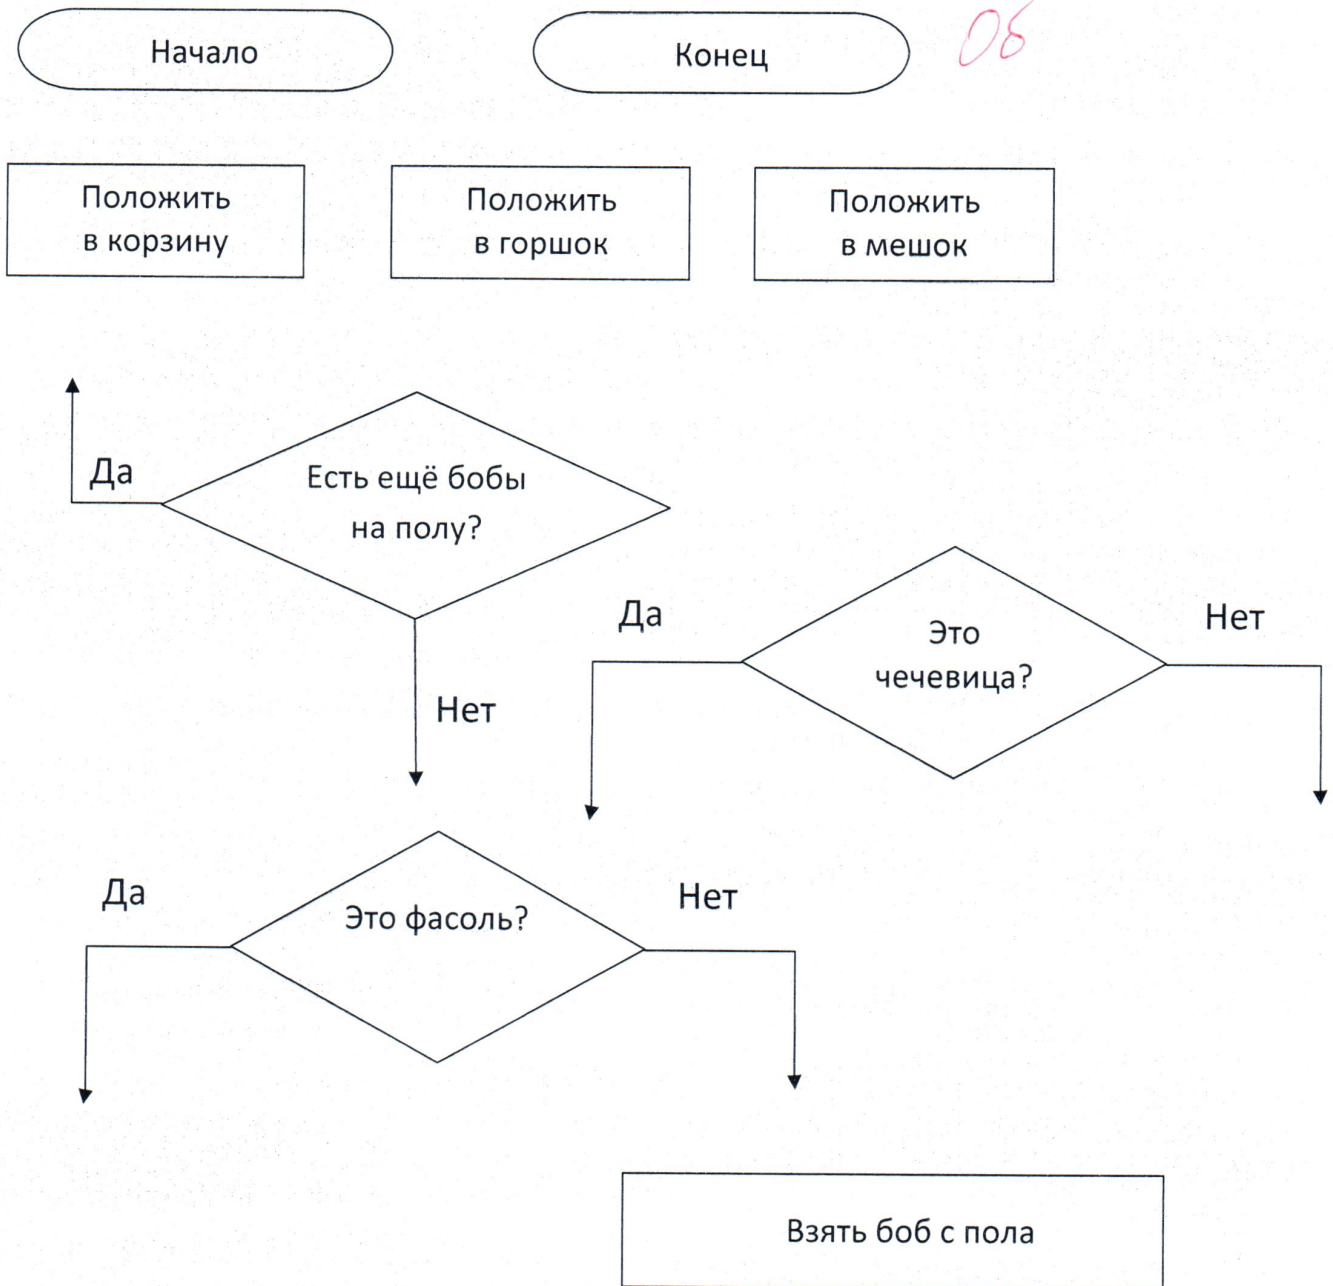 Начало
Конец
Об
Положить
в корзину
Положить
в горшок
Положить
в мешок
Да
Есть ещё бобы
на полу?
Нет
Да
Это
чечевица?
Нет
Да
Это фасоль?
Нет
Взять боб с пола